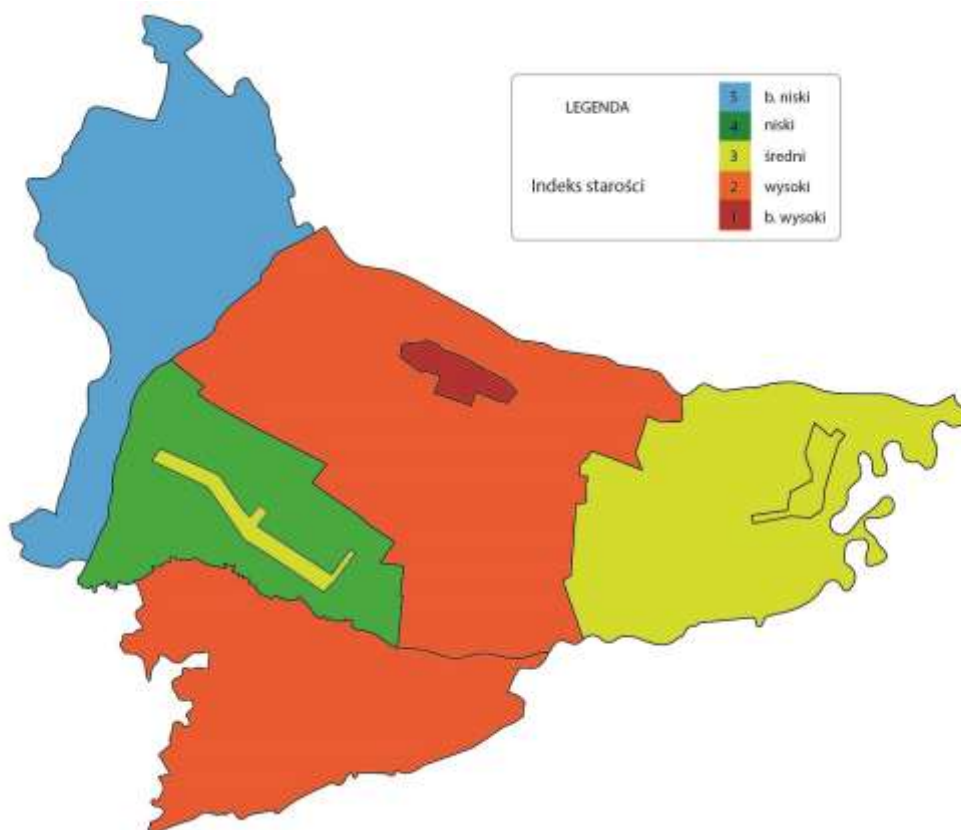 LEGENDA
Indeks starości
5 b. niski
4 niski
3 średni
2 wysoki
1 b. wysoki